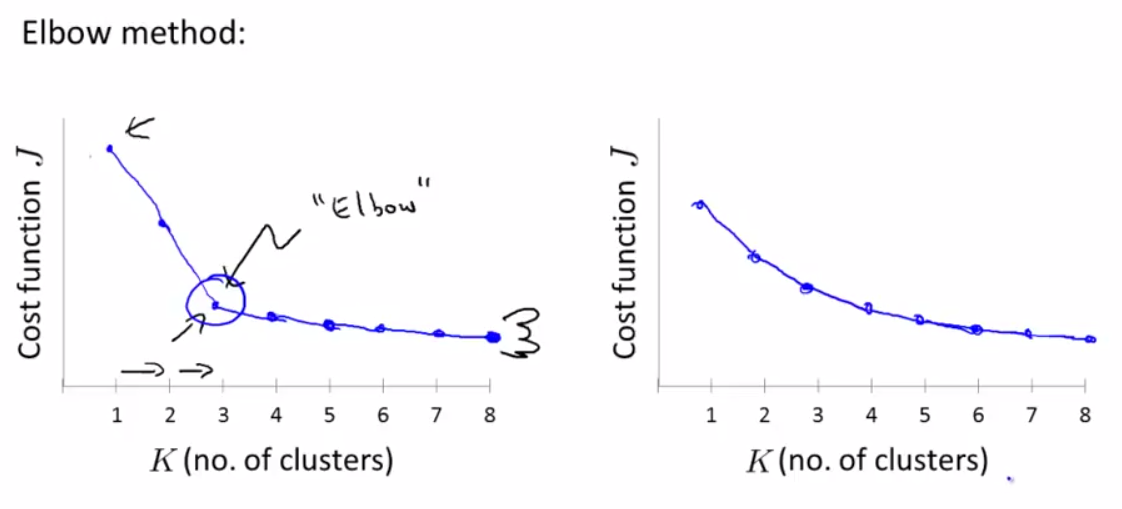 Elbow method:
Cost function J
"Elbow"
1 2 3 4 5 6 7 8
K (no. of clusters)
Cost function J
1 2 3 4 5 6 7 8
K (no. of clusters)